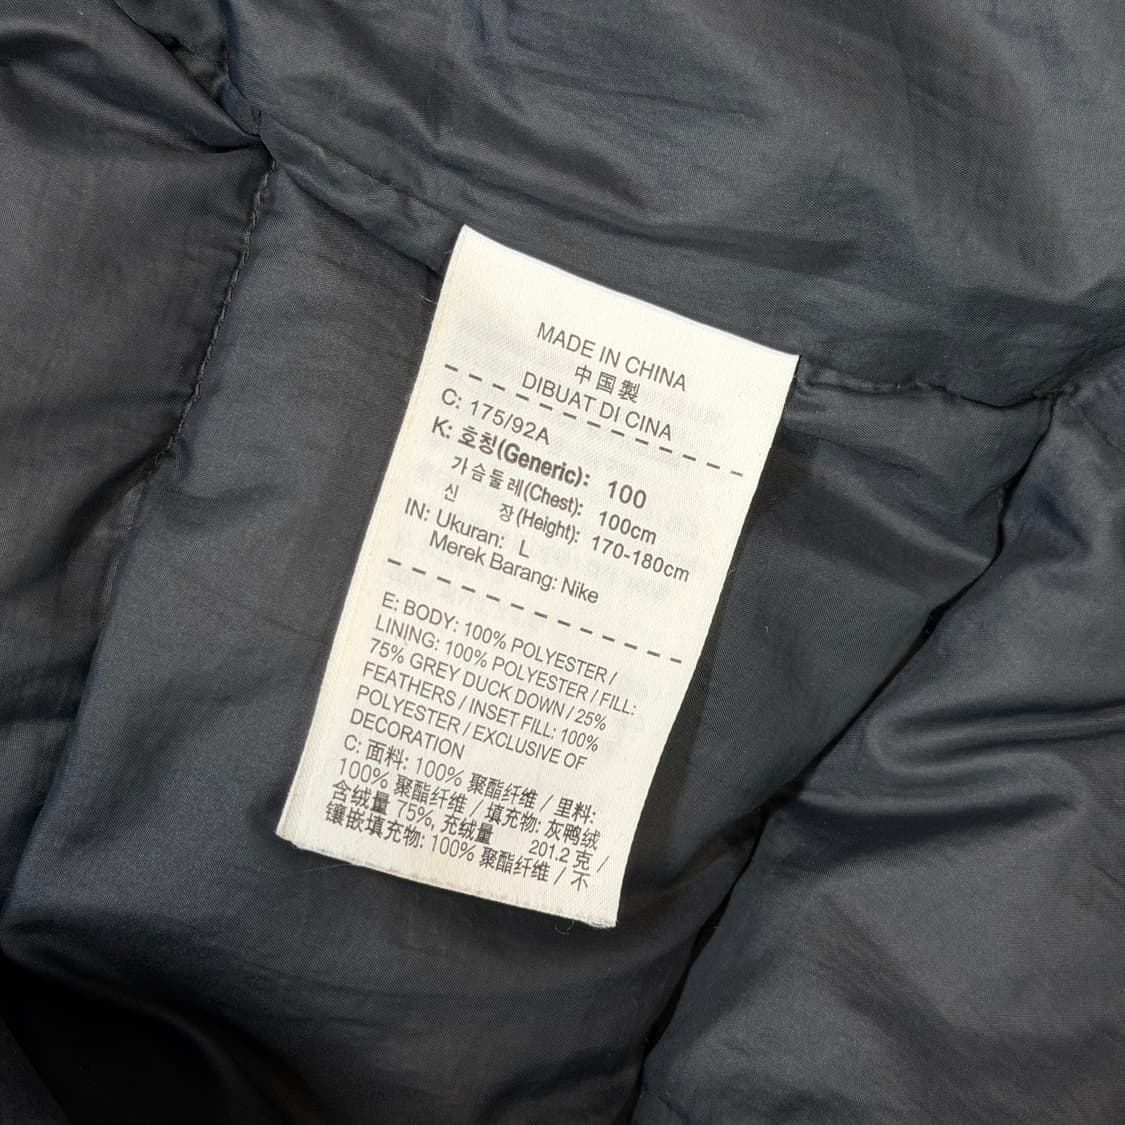 MADE IN CHINA
中国製
DIBUAT DI CINA
C: 175/92A
K: 호칭(Generic): 100
가슴둘레(Chest): 100cm
신 장(Height): 170-180cm
IN: Ukuran: L
Merek Barang: Nike
E: BODY: 100% POLYESTER /
LINING: 100% POLYESTER / FILL:
75% GREY DUCK DOWN / 25%
FEATHERS / INSET FILL: 100%
POLYESTER / EXCLUSIVE OF
DECORATION
C: 面料: 100% 聚酯纤维 / 里料:
100% 聚酯纤维 / 填充物: 灰鸭绒
含绒量 75%, 充绒量 201.2 克 /
镶嵌填充物: 100% 聚酯纤维 / 不